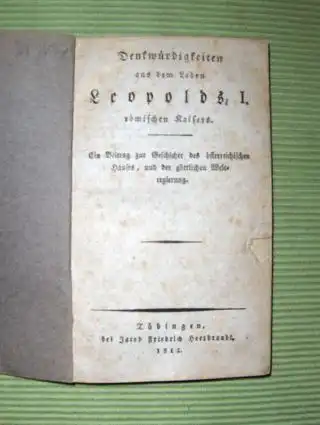 Denkwürdigkeiten
aus dem Leben
Leopolds, I.
römischen Kaisers.
Ein Beitrag zur Geschichte des österreichischen
Hauses, und der göttlichen Welt-
regierung.
Tübingen,
bei Jacob Friedrich Heerbrandt,
1812.